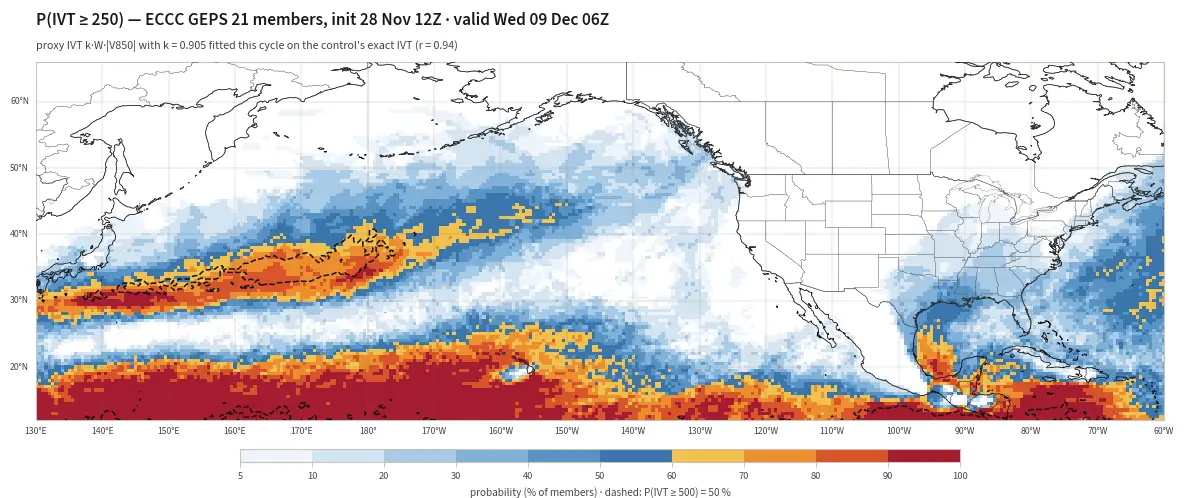 P(IVT ≥ 250) — ECCC GEPS 21 members, init 28 Nov 12Z · valid Wed 09 Dec 06Z
proxy IVT k·W·|V850| with k = 0.905 fitted this cycle on the control's exact IVT (r = 0.94)
60°N
50°N
40°N
30°N
20°N
130°E 140°E 150°E 160°E 170°E 180° 170°W 160°W 150°W 140°W 130°W 120°W 110°W 100°W 90°W 80°W 70°W 60°W
5 10 20 30 40 50 60 70 80 90 100
probability (% of members) · dashed: P(IVT ≥ 500) = 50 %